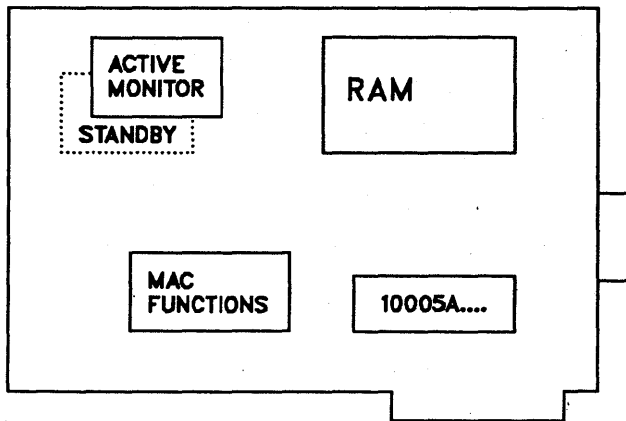 ACTIVE
MONITOR
STANDBY
RAM
MAC
FUNCTIONS
10005A....